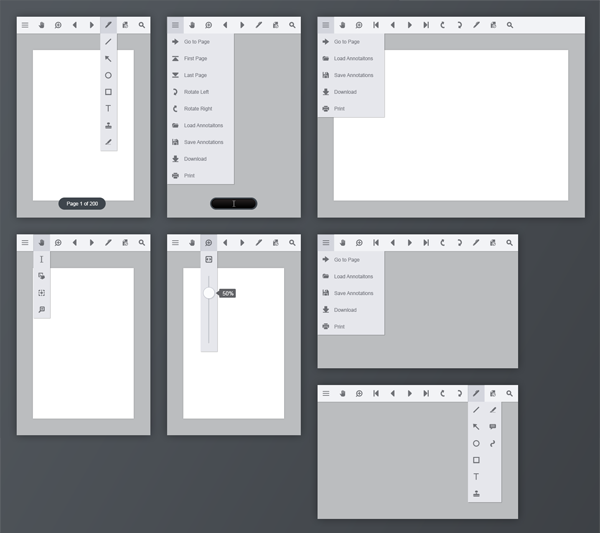 Page 1 of 200
Go to Page
First Page
Last Page
Rotate Left
Rotate Right
Load Annotations
Save Annotations
Download
Print
Go to Page
Load Annotations
Save Annotations
Download
Print
50%
Go to Page
Load Annotations
Save Annotations
Download
Print